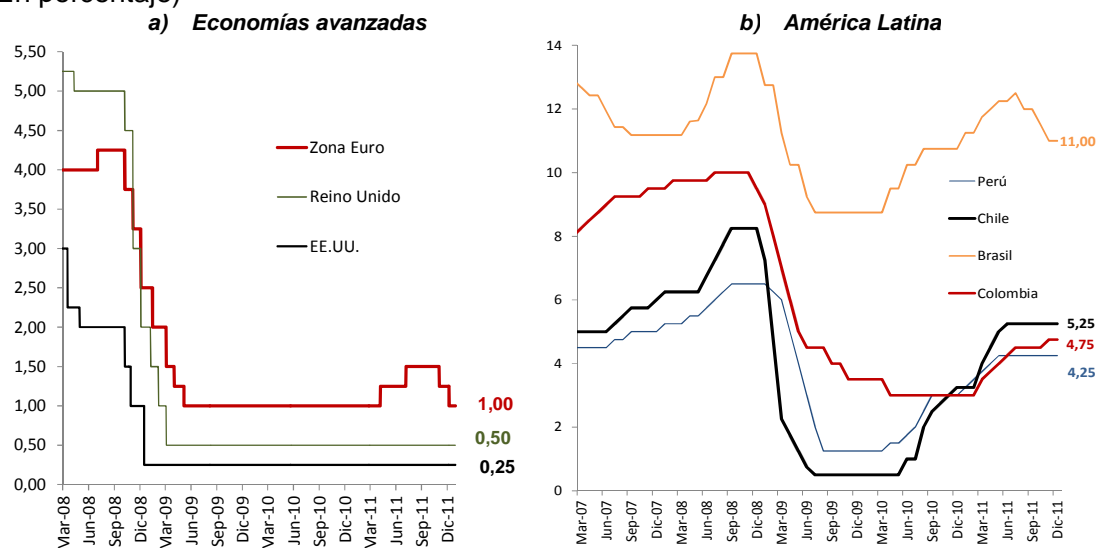 En porcentaje)
a) Economías avanzadas
5,50
5,00
4,50
4,00
3,50
3,00
2,50
2,00
1,50
1,00
0,50
0,00
Zona Euro
Reino Unido
EE.UU.
1,00
0,50
0,25
Mar-08
Jun-08
Sep-08
Dic-08
Mar-09
Jun-09
Sep-09
Dic-09
Mar-10
Jun-10
Sep-10
Dic-10
Mar-11
Jun-11
Sep-11
Dic-11
b) América Latina
14
12
10
8
6
4
2
0
11,00
Perú
Chile
Brasil
Colombia
5,25
4,75
4,25
Mar-07
Jun-07
Sep-07
Dic-07
Mar-08
Jun-08
Sep-08
Dic-08
Mar-09
Jun-09
Sep-09
Dic-09
Mar-10
Jun-10
Sep-10
Dic-10
Mar-11
Jun-11
Sep-11
Dic-11